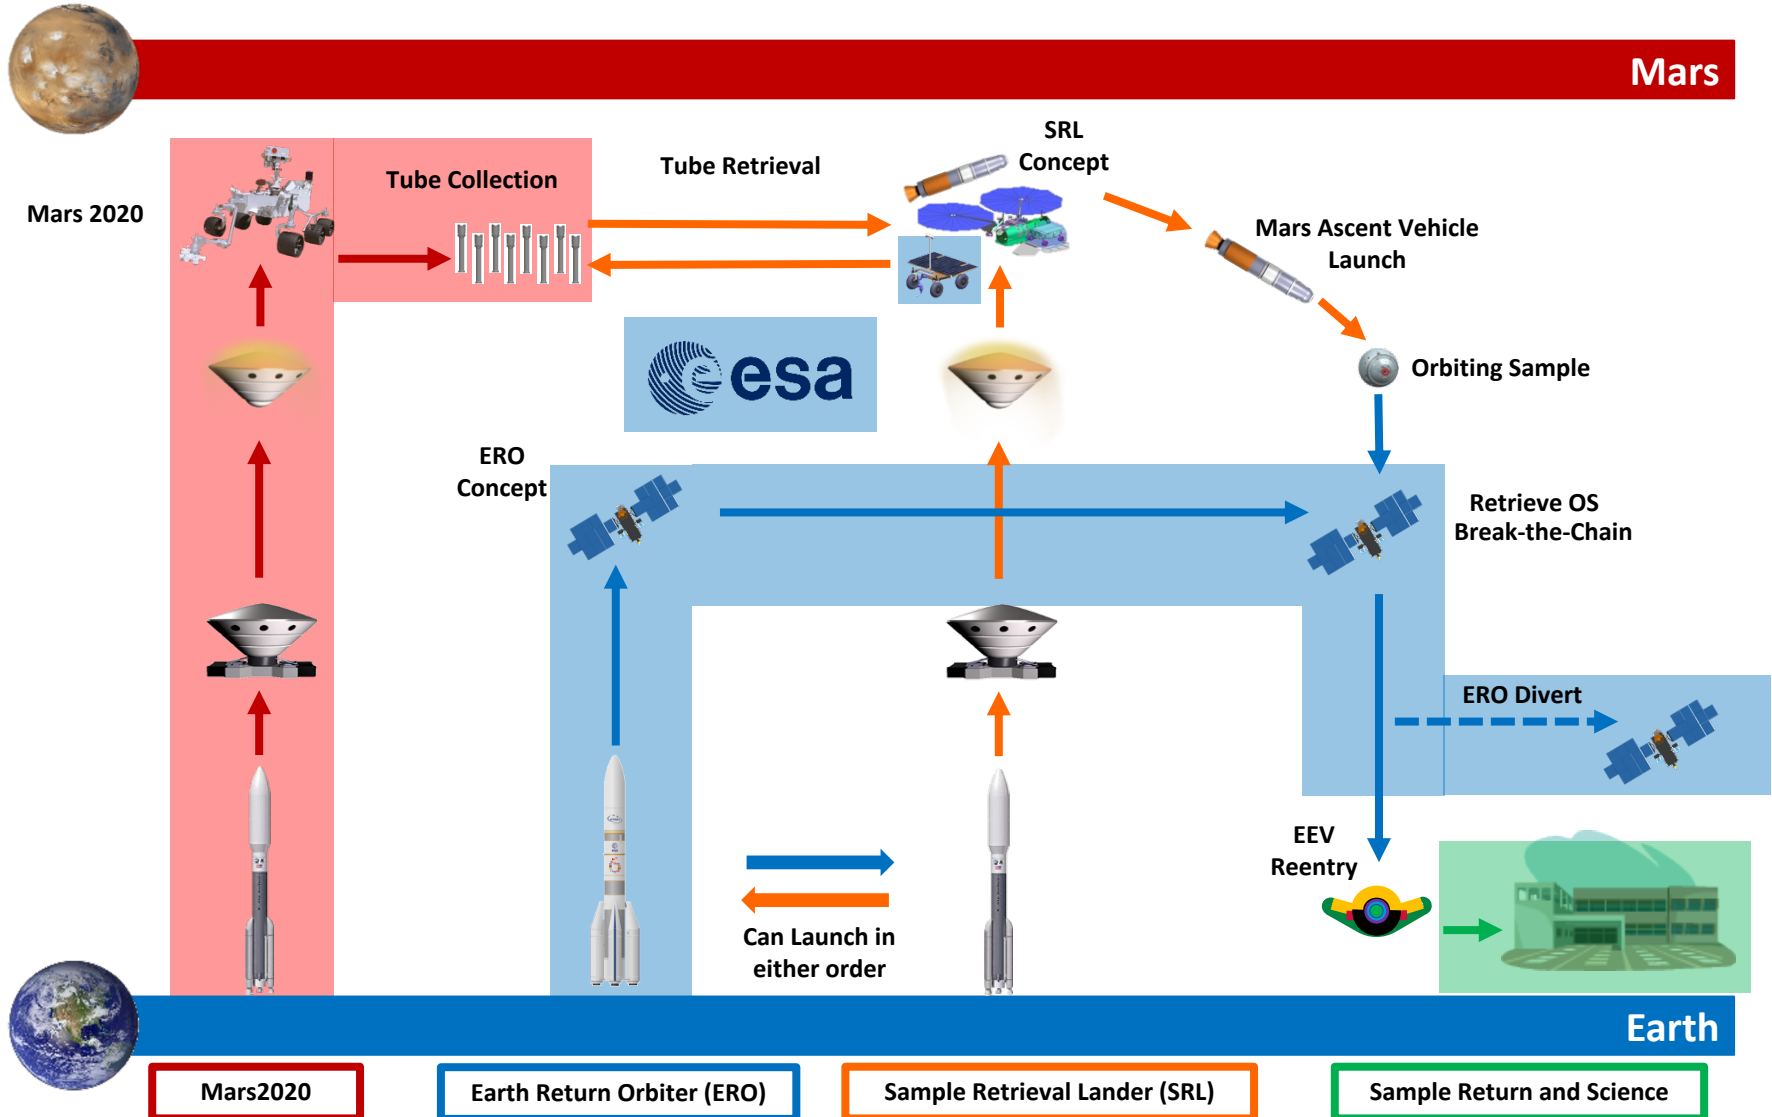 Mars
SRL
Concept
Tube Collection
Tube Retrieval
Mars 2020
Mars Ascent Vehicle
Launch
esa
Orbiting Sample
ERO
Concept
Retrieve OS
Break-the-Chain
ERO Divert
EEV
Reentry
Can Launch in
either order
Earth
Mars2020
Earth Return Orbiter (ERO)
Sample Retrieval Lander (SRL)
Sample Return and Science